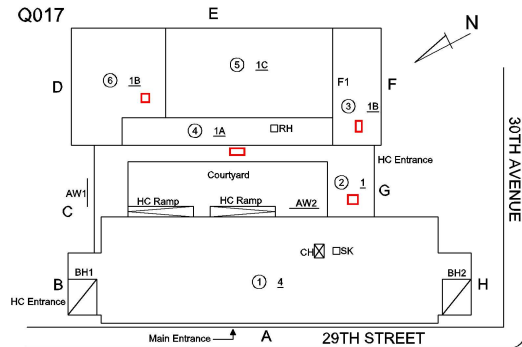 Q017
E
N
D
6 1B
5 1C
F1
F
3 1B
4 1A
RH
HC Entrance
30TH AVENUE
Courtyard
2 1
G
AW1
C
HC Ramp
HC Ramp
AW2
CH
SK
B
BH1
HC Entrance
1 4
BH2
H
Main Entrance
A
29TH STREET